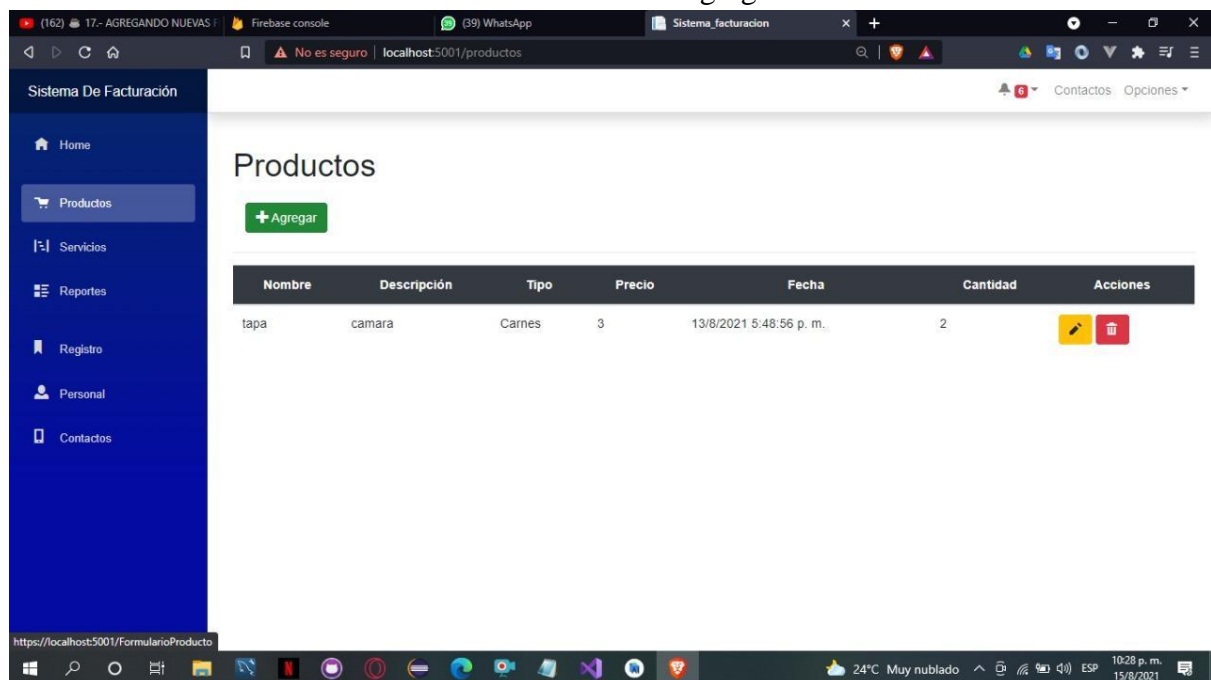 (162) 17.- AGREGANDO NUEVAS F
Firebase console
(39) WhatsApp
Sistema_facturacion
No es seguro | localhost:5001/productos
Sistema De Facturación
6
Contactos
Opciones
Home
Productos
Servicios
Reportes
Registro
Personal
Contactos
Productos
+ Agregar
Nombre Descripción Tipo Precio Fecha Cantidad Acciones
tapa camara Carnes 3 13/8/2021 5:48:56 p. m. 2
https://localhost:5001/FormularioProducto
24°C Muy nublado
ESP
10:28 p. m.
15/8/2021